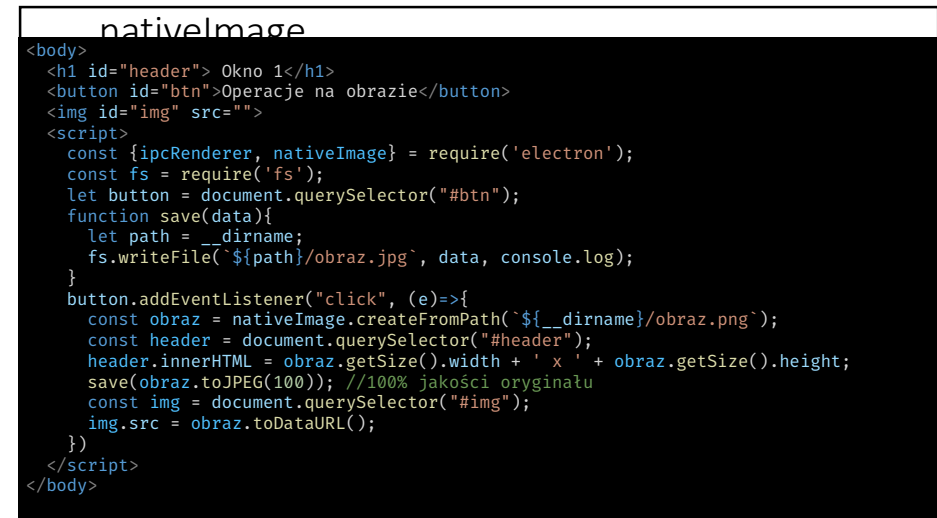 nativeImage
<body>
  <h1 id="header"> Okno 1</h1>
  <button id="btn">Operacje na obrazie</button>
  <img id="img" src="">
  <script>
    const {ipcRenderer, nativeImage} = require('electron');
    const fs = require('fs');
    let button = document.querySelector("#btn");
    function save(data){
      let path = __dirname;
      fs.writeFile(`${path}/obraz.jpg`, data, console.log);
    }
    button.addEventListener("click", (e)=>{
      const obraz = nativeImage.createFromPath(`${__dirname}/obraz.png`);
      const header = document.querySelector("#header");
      header.innerHTML = obraz.getSize().width + ' x ' + obraz.getSize().height;
      save(obraz.toJPEG(100)); //100% jakości oryginału
      const img = document.querySelector("#img");
      img.src = obraz.toDataURL();
    })
  </script>
</body>